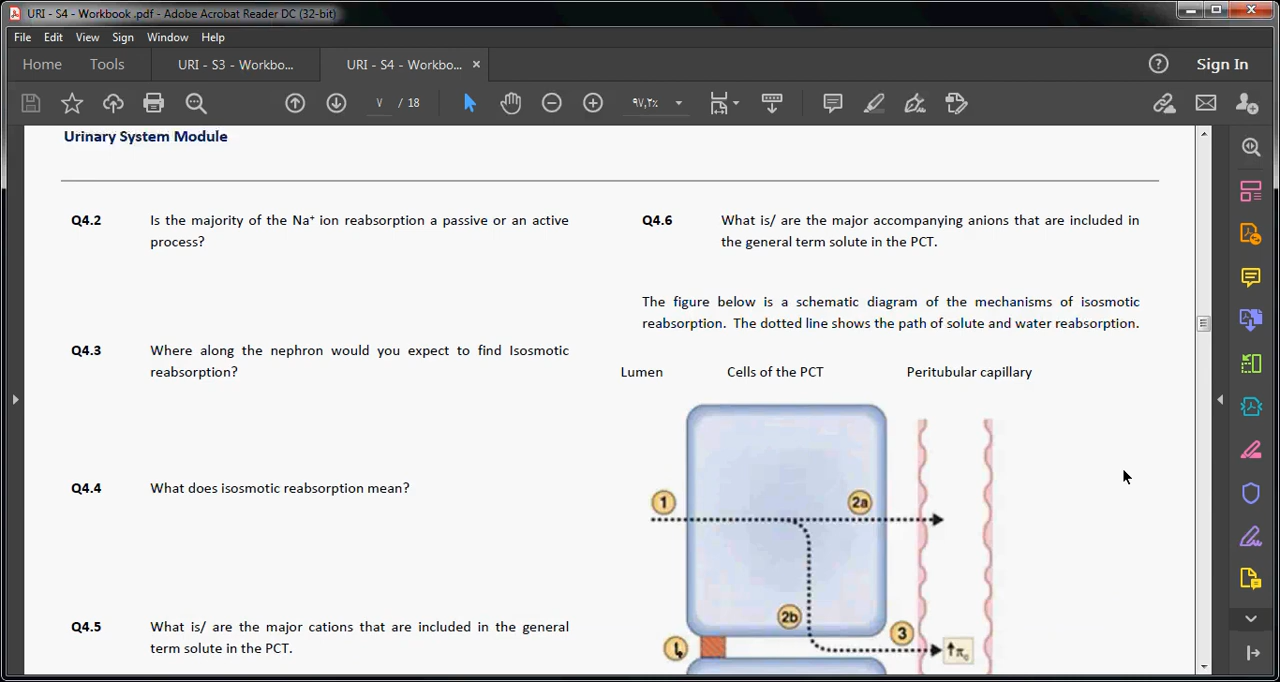 URI - S4 - Workbook .pdf - Adobe Acrobat Reader DC (32-bit)
File Edit View Sign Window Help
Home Tools URI - S3 - Workbo... URI - S4 - Workbo... × Sign In
٧ / 18 ٩٧,٢٪
Urinary System Module
Q4.2 Is the majority of the Na⁺ ion reabsorption a passive or an active
process?
Q4.3 Where along the nephron would you expect to find Isosmotic
reabsorption?
Q4.4 What does isosmotic reabsorption mean?
Q4.5 What is/ are the major cations that are included in the general
term solute in the PCT.
Q4.6 What is/ are the major accompanying anions that are included in
the general term solute in the PCT.
The figure below is a schematic diagram of the mechanisms of isosmotic
reabsorption. The dotted line shows the path of solute and water reabsorption.
Lumen Cells of the PCT Peritubular capillary
1 2a
2b 3
↑πc